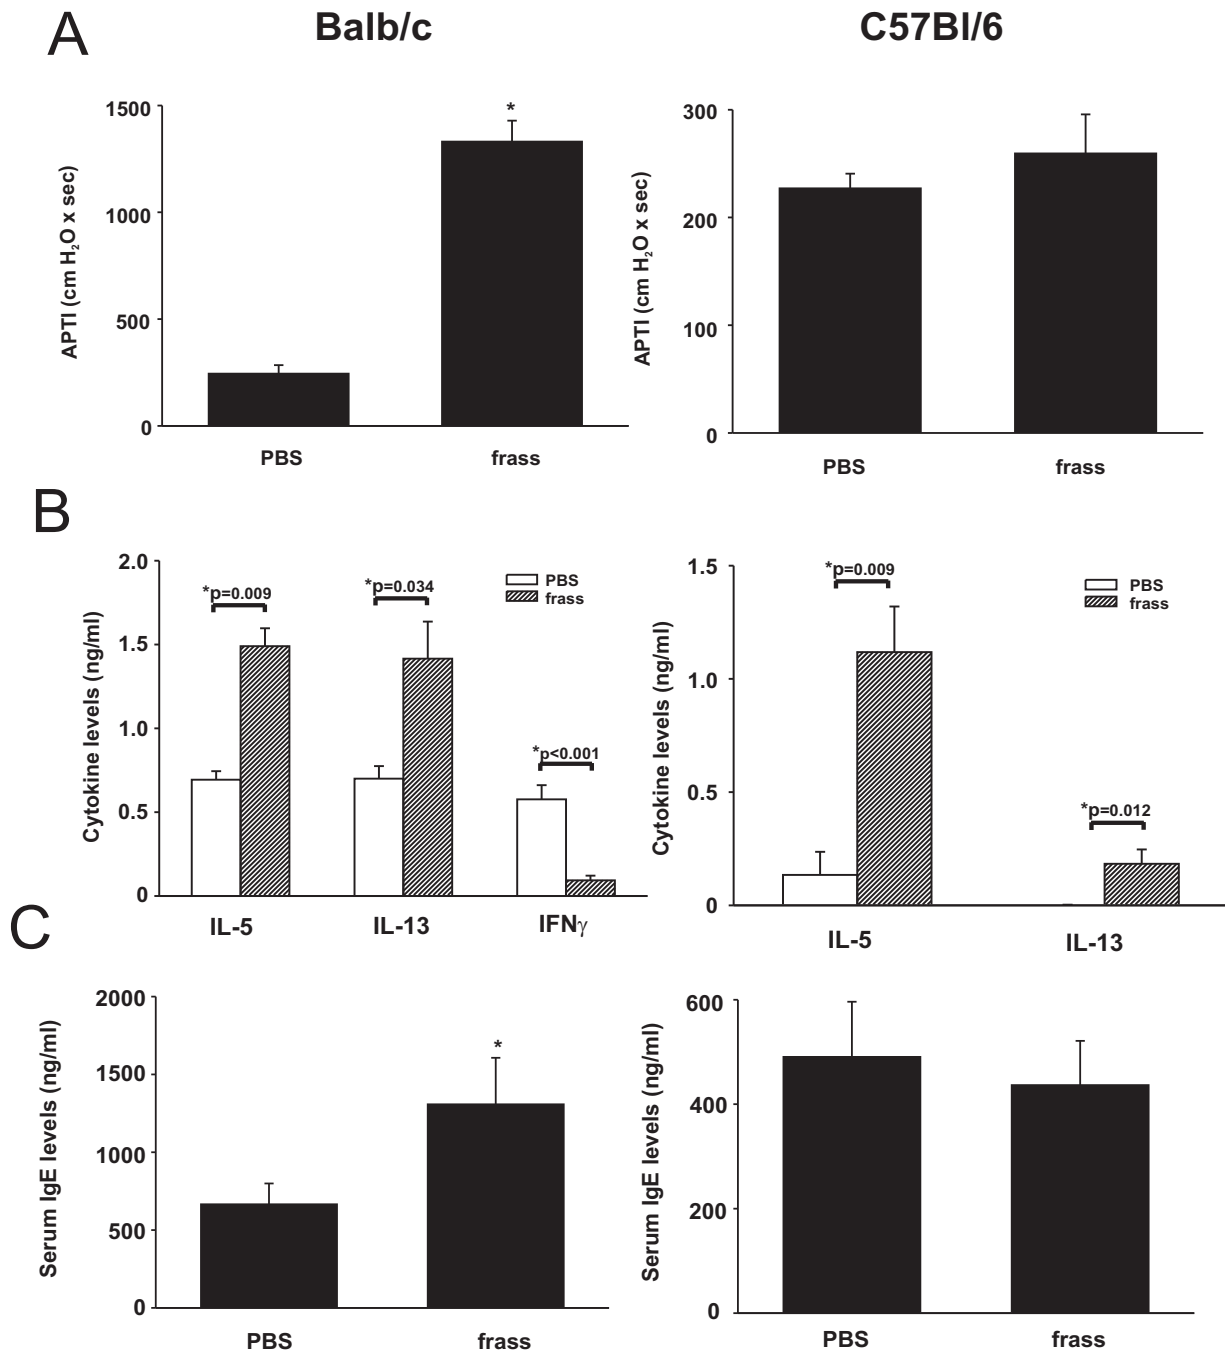 A
Balb/c
C57Bl/6
1500
1000
500
0
APTI (cm H2O x sec)
*
PBS
frass
300
200
100
0
APTI (cm H2O x sec)
PBS
frass
B
2.0
1.5
1.0
0.5
0
Cytokine levels (ng/ml)
*p=0.009
*p=0.034
*p<0.001
PBS
frass
IL-5
IL-13
IFNγ
1.5
1.0
0.5
0
Cytokine levels (ng/ml)
*p=0.009
*p=0.012
PBS
frass
IL-5
IL-13
C
2000
1500
1000
500
0
Serum IgE levels (ng/ml)
*
PBS
frass
600
400
200
0
Serum IgE levels (ng/ml)
PBS
frass